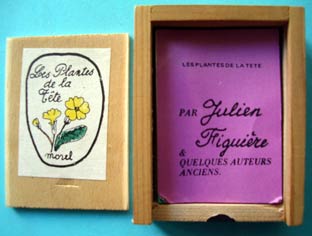 Les Plantes
de la
Tête
morel
LES PLANTES DE LA TETE
PAR Julien
Figuière
&
QUELQUES AUTEURS
ANCIENS.